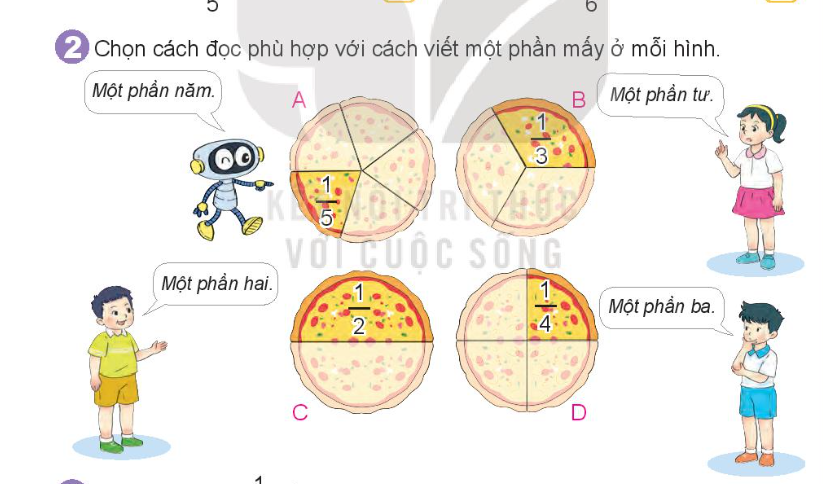 5
6
2 Chọn cách đọc phù hợp với cách viết một phần mấy ở mỗi hình.
Một phần năm.
A
1
5
B
1
3
Một phần tư.
KẾT NỐI TRI THỨC
VỚI CUỘC SỐNG
Một phần hai.
1
2
C
1
4
D
Một phần ba.
1